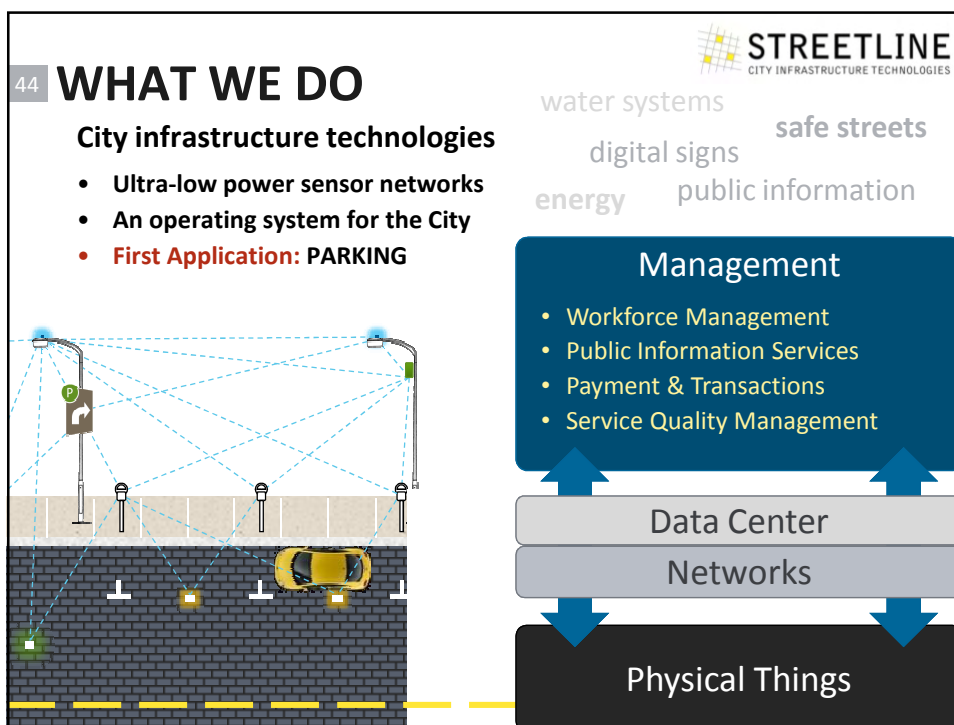 STREETLINE
CITY INFRASTRUCTURE TECHNOLOGIES
44
WHAT WE DO
City infrastructure technologies
• Ultra-low power sensor networks
• An operating system for the City
• First Application: PARKING
water systems
safe streets
digital signs
energy
public information
P
Management
• Workforce Management
• Public Information Services
• Payment & Transactions
• Service Quality Management
Data Center
Networks
Physical Things